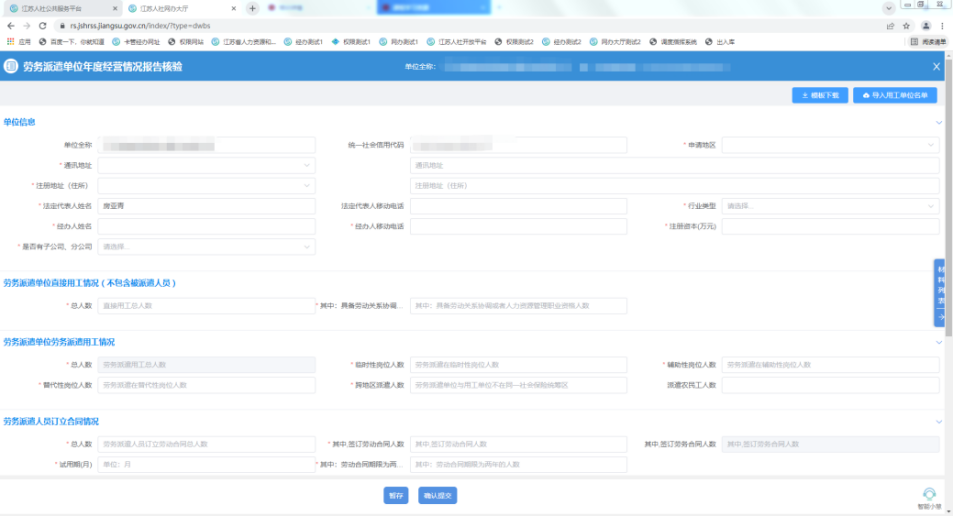 江苏人社公共服务平台
江苏人社网办大厅
rs.jshrss.jiangsu.gov.cn/index/?type=dwbs
应用 百度一下，你就知道 卡管经办网址 权限网站 江苏省人力资源和... 经办测试1 权限测试1 网办测试1 江苏人社开放平台 权限测试2 经办测试2 网办大厅测试2 调度横接系统 出入库 阅读清单
劳务派遣单位年度经营情况报告核验 单位全称：
模板下载 导入用工单位名单
单位信息
单位全称 统一社会信用代码 * 申请地区
* 通讯地址 通讯地址
* 注册地址（住所） 注册地址（住所）
* 法定代表人姓名 法定代表人移动电话 * 行业类型 请选择...
* 经办人姓名 * 经办人移动电话 * 注册资本(万元)
* 是否有子公司、分公司 请选择...
劳务派遣单位直接用工情况（不包含被派遣人员）
* 总人数 直接用工总人数 * 其中：具备劳动关系协调... 其中：具备劳动关系协调或者人力资源管理职业资格人数
劳务派遣单位劳务派遣用工情况
* 总人数 劳务派遣用工总人数 * 临时性岗位人数 劳务派遣在临时性岗位人数 * 辅助性岗位人数 劳务派遣在辅助性岗位人数
* 替代性岗位人数 劳务派遣在替代性岗位人数 * 跨地区派遣人数 劳务派遣单位与用工单位不在同一社会保险统筹区 派遣农民工人数
劳务派遣人员订立合同情况
* 总人数 劳务派遣人员订立劳动合同总人数 * 其中,签订劳动合同人数 其中,签订劳动合同人数 其中,签订劳务合同人数 其中,签订劳务合同人数
* 试用期(月) 单位：月 * 其中：劳动合同期限为两... 其中：劳动合同期限为两年的人数
材料列表
暂存 确认提交
智能小慧